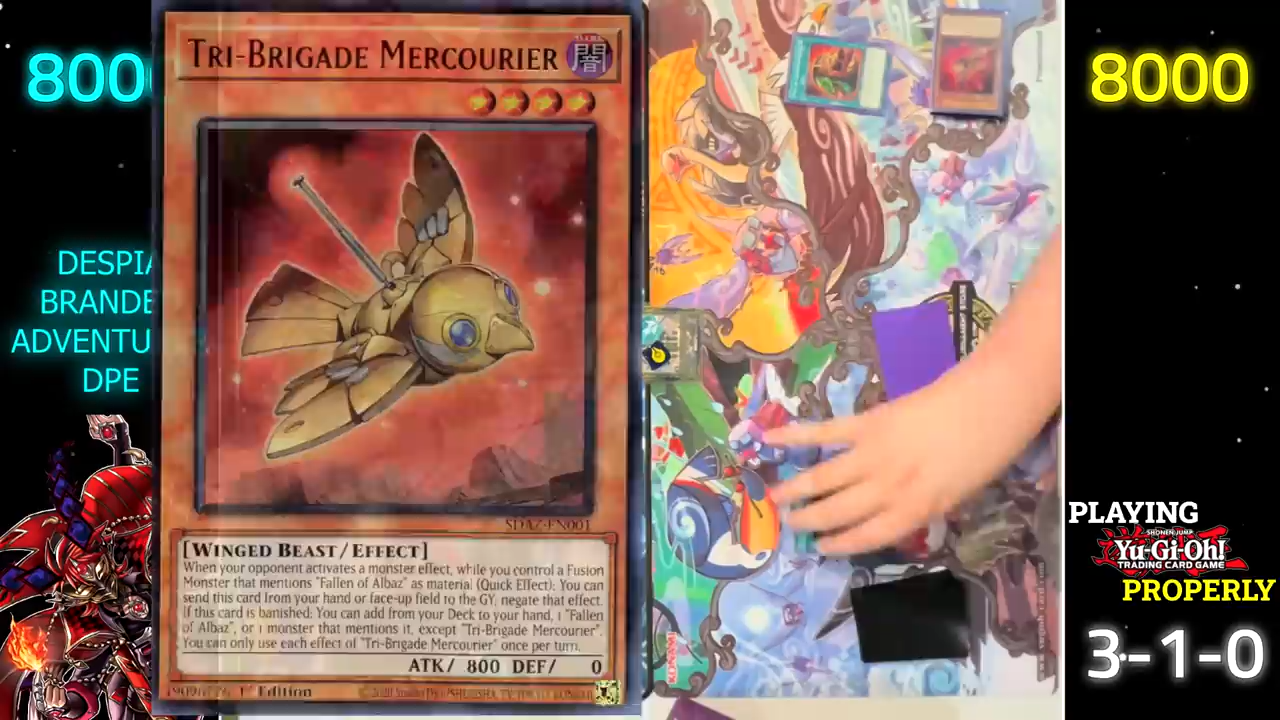 800
8000
DESPIA
BRANDE
ADVENTU
DPE
TRI-BRIGADE MERCOURIER
闇
SDAZ-EN001
[WINGED BEAST/EFFECT]
When your opponent activates a monster effect, while you control a Fusion
Monster that mentions "Fallen of Albaz" as material (Quick Effect): You can
send this card from your hand or face-up field to the GY; negate that effect.
If this card is banished: You can add from your Deck to your hand, 1 "Fallen
of Albaz", or 1 monster that mentions it, except "Tri-Brigade Mercourier".
You can only use each effect of "Tri-Brigade Mercourier" once per turn.
ATK/ 800 DEF/ 0
1st Edition
KONAMI
PLAYING
SHONEN JUMP
Yu-Gi-Oh!
TRADING CARD GAME
PROPERLY
3-1-0